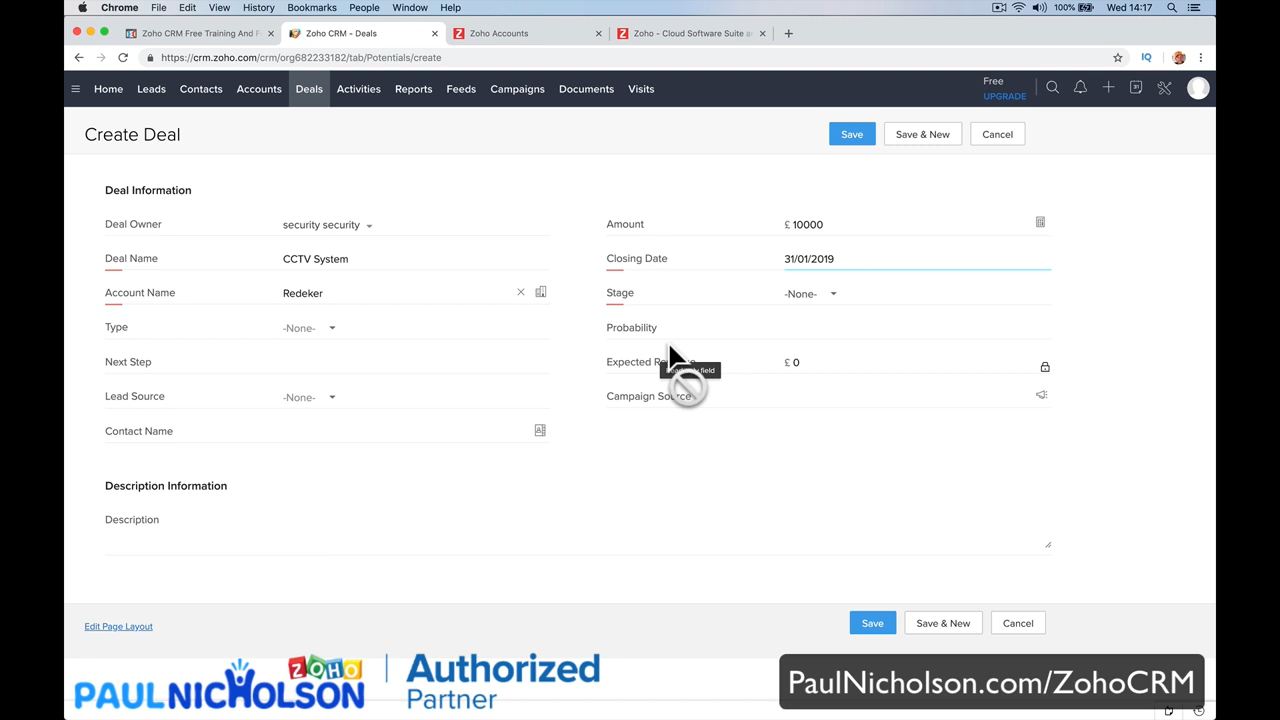 Chrome File Edit View History Bookmarks People Window Help 100% Wed 14:17
Zoho CRM Free Training And F
Zoho CRM - Deals
Zoho Accounts
Zoho - Cloud Software Suite a
https://crm.zoho.com/crm/org682233182/tab/Potentials/create
Home Leads Contacts Accounts Deals Activities Reports Feeds Campaigns Documents Visits
Free
UPGRADE
Create Deal
Save Save & New Cancel
Deal Information
Deal Owner security security Amount £ 10000
Deal Name CCTV System Closing Date 31/01/2019
Account Name Redeker Stage -None-
Type -None- Probability
Next Step Expected £ 0
Lead Source -None- Campaign Source
Contact Name
Description Information
Description
Edit Page Layout
Save Save & New Cancel
PAULNICHOLSON ZOHO Authorized
Partner
PaulNicholson.com/ZohoCRM